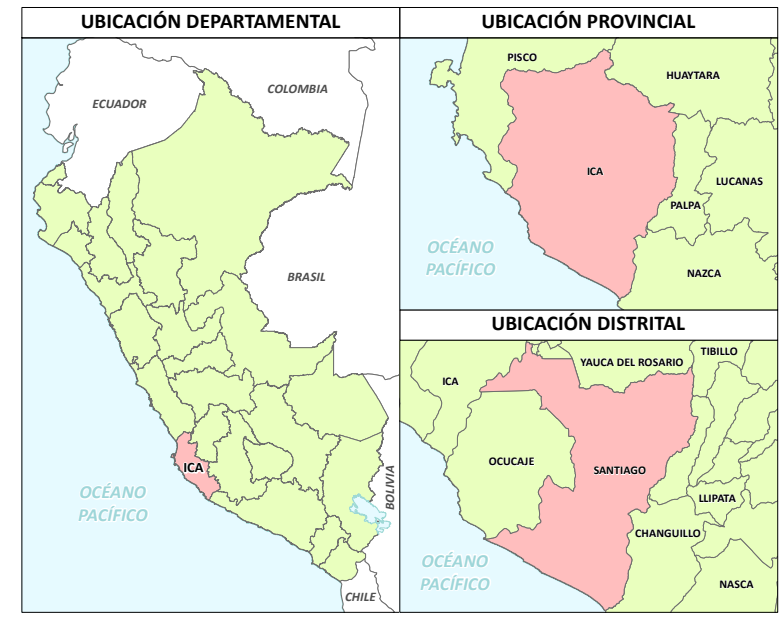 UBICACIÓN DEPARTAMENTAL
ECUADOR
COLOMBIA
BRASIL
ICA
OCÉANO
PACÍFICO
BOLIVIA
CHILE
UBICACIÓN PROVINCIAL
PISCO
HUAYTARA
ICA
LUCANAS
PALPA
OCÉANO
PACÍFICO
NAZCA
UBICACIÓN DISTRITAL
YAUCA DEL ROSARIO
TIBILLO
ICA
OCUCAJE
SANTIAGO
LLIPATA
CHANGUILLO
OCÉANO
PACÍFICO
NASCA